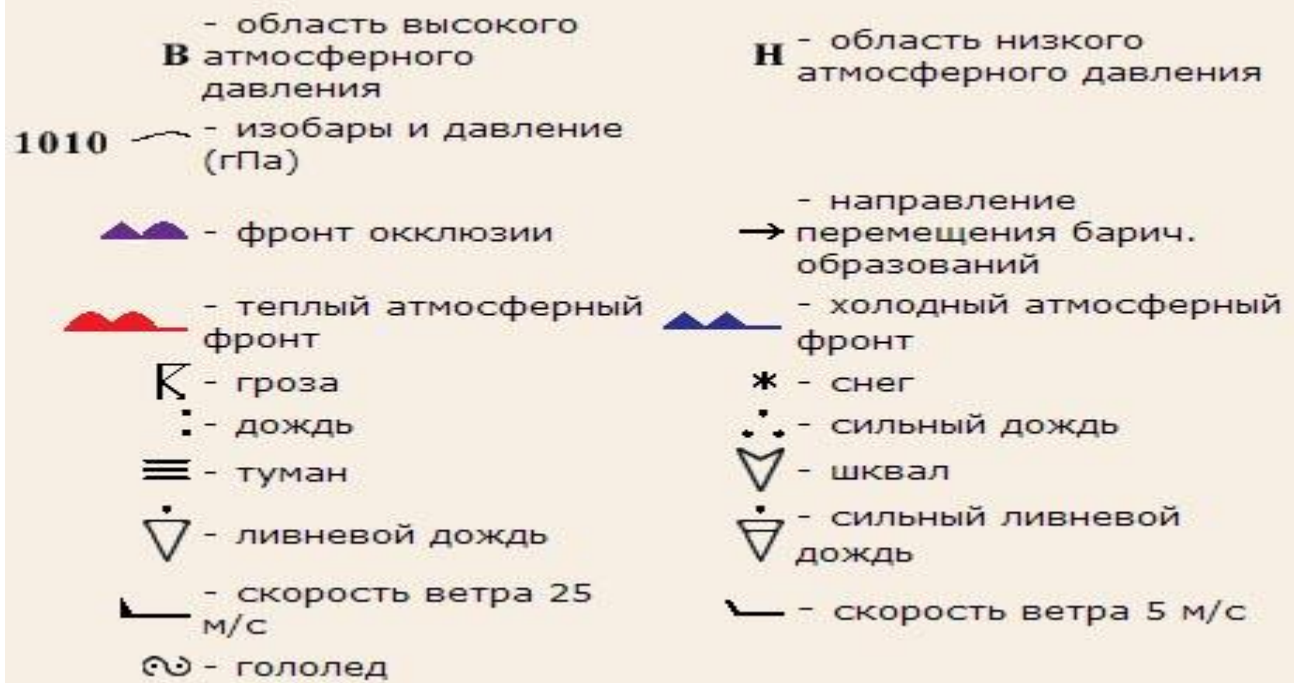 - область высокого
В атмосферного
давления
Н - область низкого
атмосферного давления
1010 - изобары и давление
(гПа)
- фронт окклюзии
- направление
перемещения барич.
образований
- теплый атмосферный
фронт
- холодный атмосферный
фронт
- гроза
- снег
- дождь
- сильный дождь
- туман
- шквал
- ливневой дождь
- сильный ливневой
дождь
- скорость ветра 25
м/с
- скорость ветра 5 м/с
- гололед